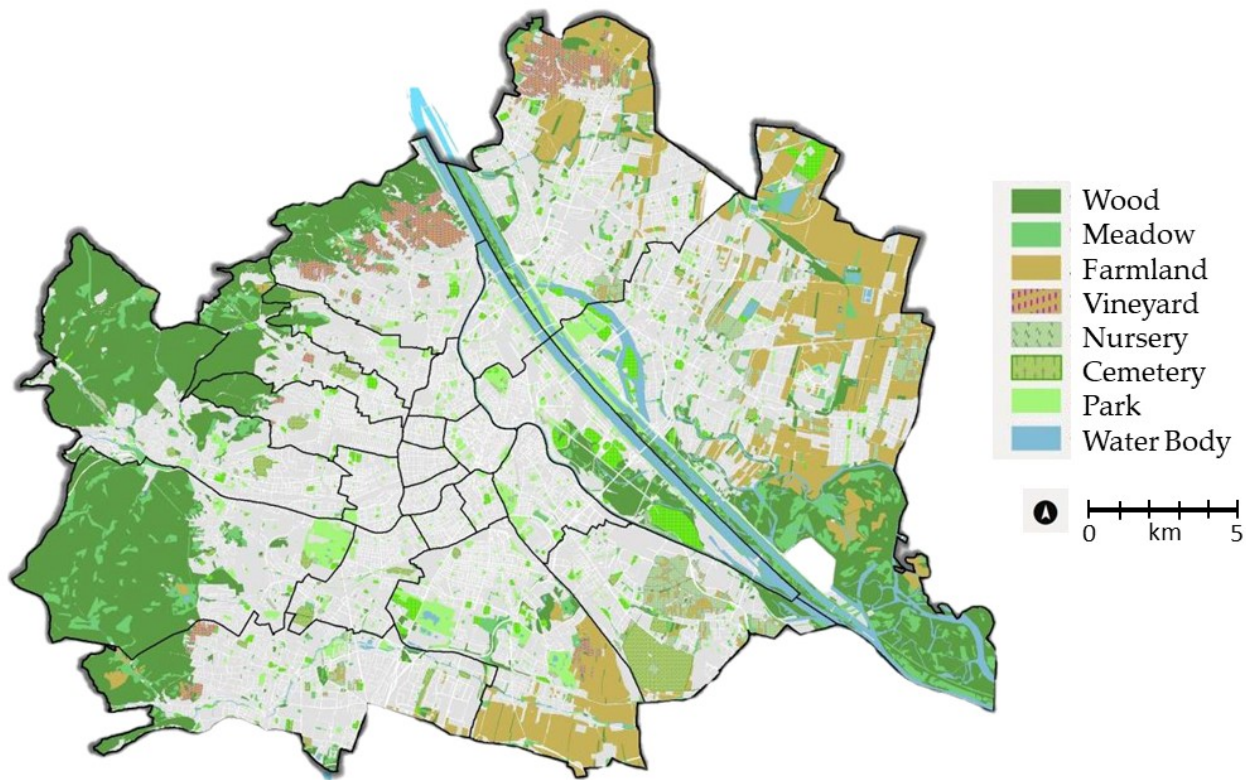 Wood
Meadow
Farmland
Vineyard
Nursery
Cemetery
Park
Water Body
0 km 5